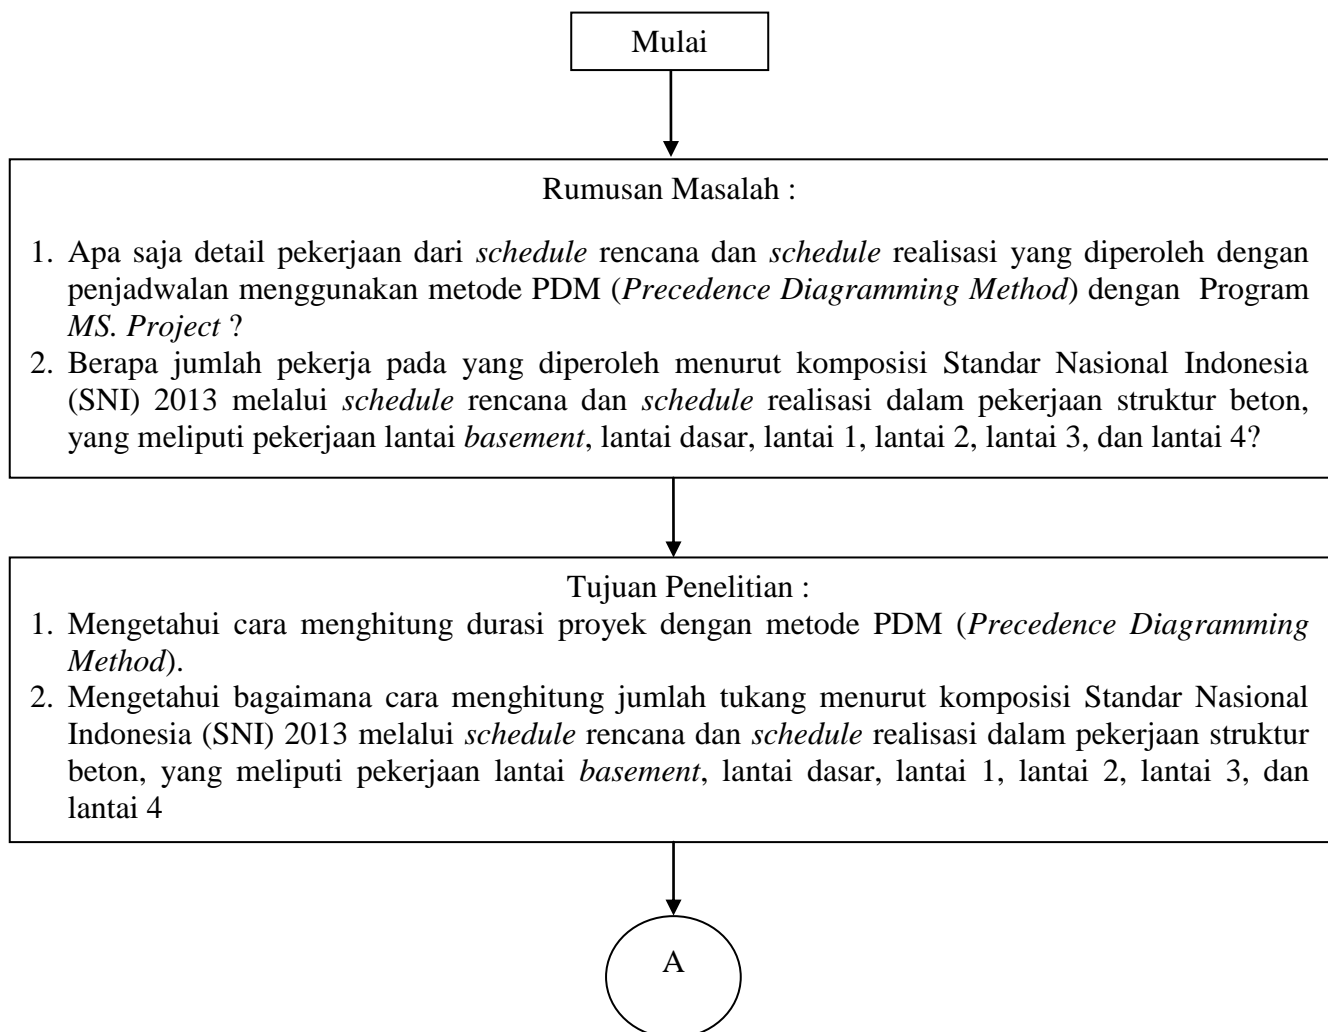 Mulai
Rumusan Masalah :
1. Apa saja detail pekerjaan dari schedule rencana dan schedule realisasi yang diperoleh dengan
penjadwalan menggunakan metode PDM (Precedence Diagramming Method) dengan Program
MS. Project ?
2. Berapa jumlah pekerja pada yang diperoleh menurut komposisi Standar Nasional Indonesia
(SNI) 2013 melalui schedule rencana dan schedule realisasi dalam pekerjaan struktur beton,
yang meliputi pekerjaan lantai basement, lantai dasar, lantai 1, lantai 2, lantai 3, dan lantai 4?
Tujuan Penelitian :
1. Mengetahui cara menghitung durasi proyek dengan metode PDM (Precedence Diagramming
Method).
2. Mengetahui bagaimana cara menghitung jumlah tukang menurut komposisi Standar Nasional
Indonesia (SNI) 2013 melalui schedule rencana dan schedule realisasi dalam pekerjaan struktur
beton, yang meliputi pekerjaan lantai basement, lantai dasar, lantai 1, lantai 2, lantai 3, dan
lantai 4
A